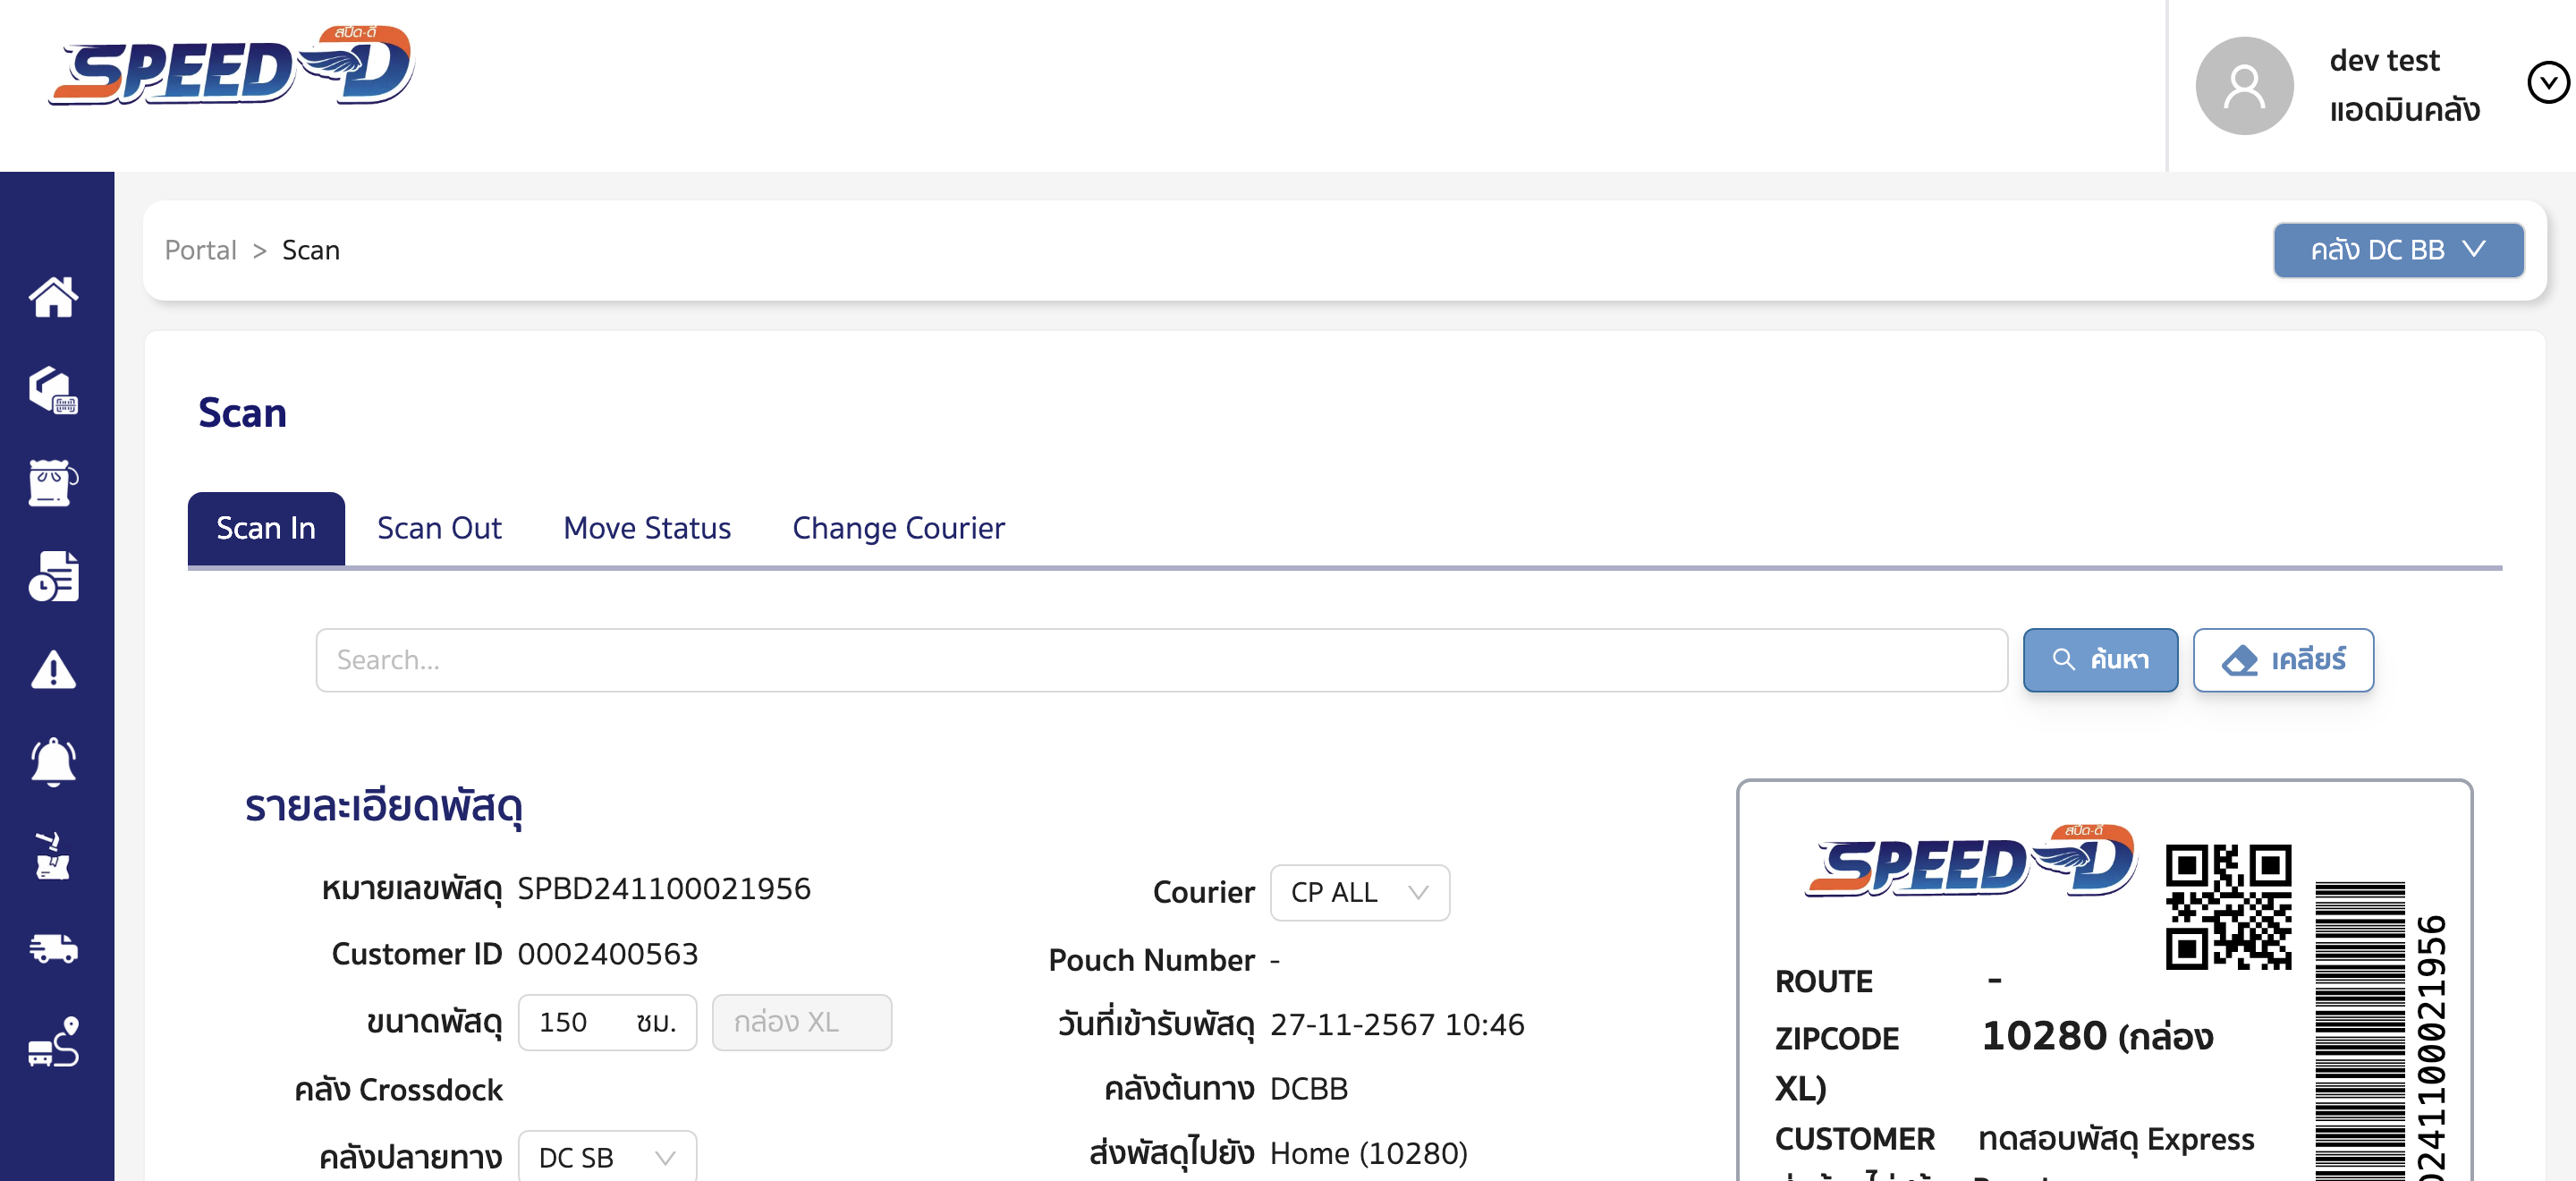 สปีด-ดี
SPEED-D
dev test
แอดมินคลัง
Portal > Scan
คลัง DC BB
Scan
Scan In Scan Out Move Status Change Courier
Search...
ค้นหา
เคลียร์
รายละเอียดพัสดุ
หมายเลขพัสดุ SPBD241100021956
Customer ID 0002400563
ขนาดพัสดุ 150 ซม. กล่อง XL
คลัง Crossdock
คลังปลายทาง DC SB
Courier CP ALL
Pouch Number -
วันที่เข้ารับพัสดุ 27-11-2567 10:46
คลังต้นทาง DCBB
ส่งพัสดุไปยัง Home (10280)
สปีด-ดี
SPEED-D
ROUTE -
ZIPCODE 10280 (กล่อง
XL)
CUSTOMER ทดสอบพัสดุ Express
241100021956